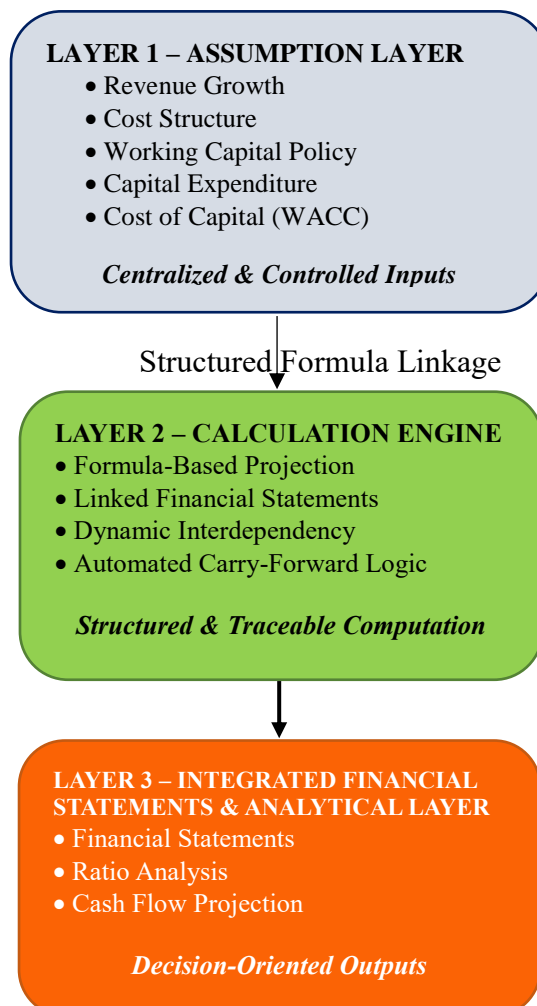 LAYER 1 – ASSUMPTION LAYER
• Revenue Growth
• Cost Structure
• Working Capital Policy
• Capital Expenditure
• Cost of Capital (WACC)
Centralized & Controlled Inputs
Structured Formula Linkage
LAYER 2 – CALCULATION ENGINE
• Formula-Based Projection
• Linked Financial Statements
• Dynamic Interdependency
• Automated Carry-Forward Logic
Structured & Traceable Computation
LAYER 3 – INTEGRATED FINANCIAL
STATEMENTS & ANALYTICAL LAYER
• Financial Statements
• Ratio Analysis
• Cash Flow Projection
Decision-Oriented Outputs